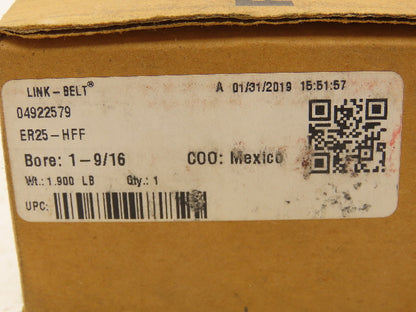 LINK-BELT® A 01/31/2019 15:51:57
04922579
ER25-HFF
Bore: 1-9/16 COO: Mexico
Wt.: 1.900 LB Qty.: 1
UPC: